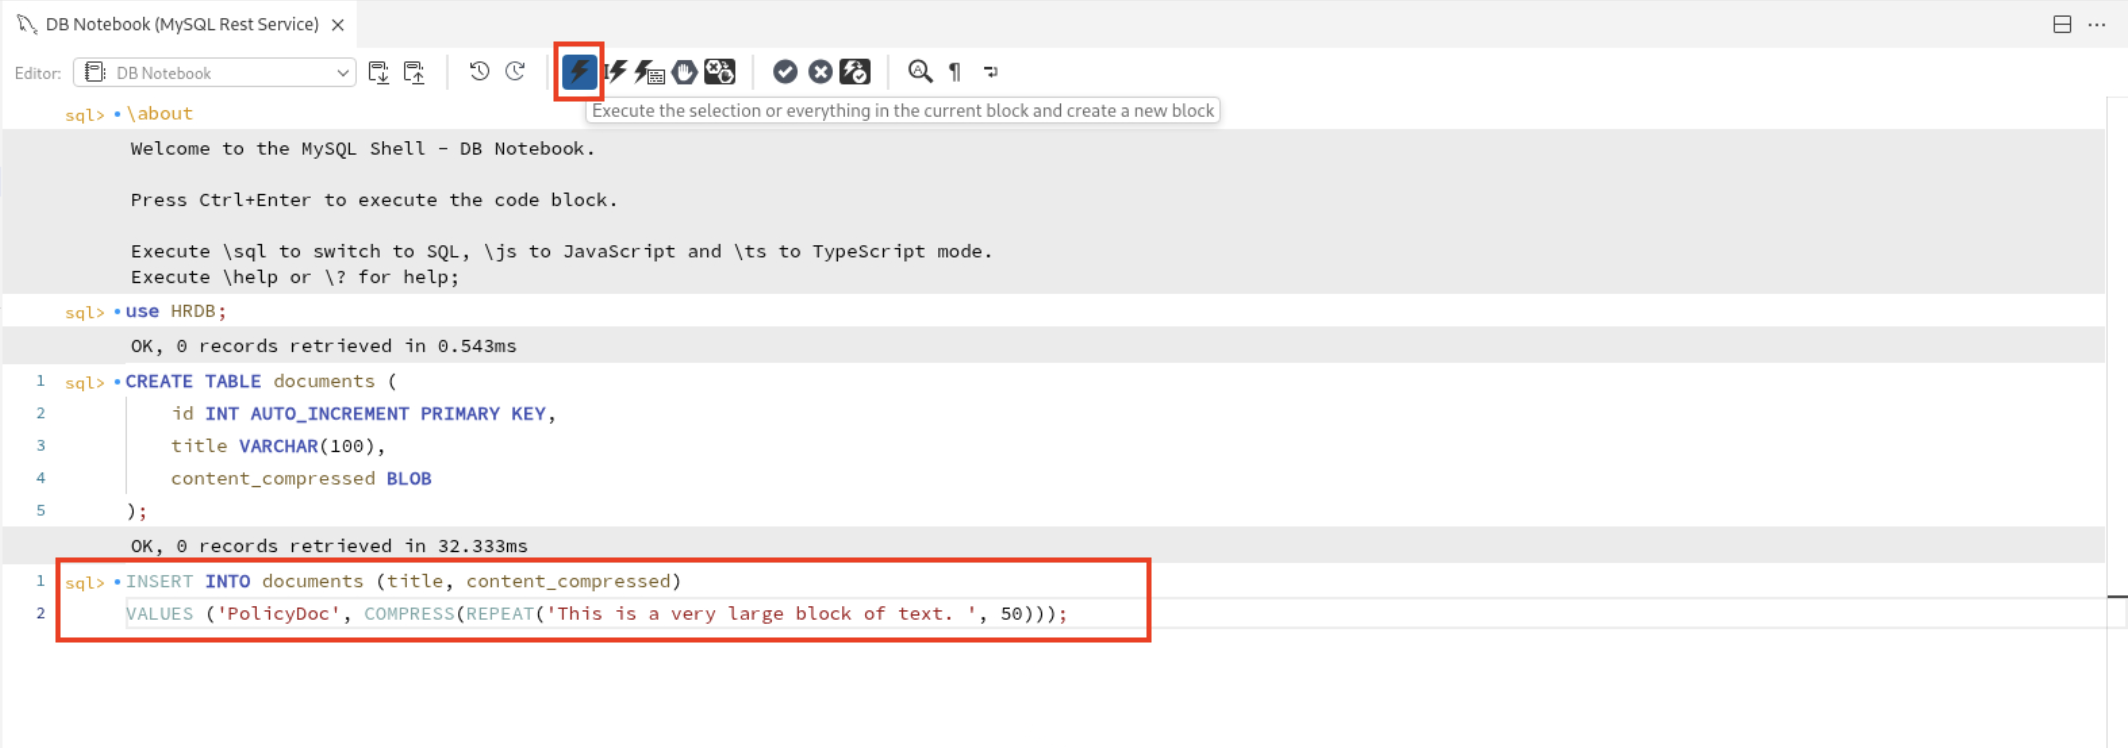 DB Notebook (MySQL Rest Service)
Editor: DB Notebook
sql> \about
Execute the selection or everything in the current block and create a new block
Welcome to the MySQL Shell - DB Notebook.
Press Ctrl+Enter to execute the code block.
Execute \sql to switch to SQL, \js to JavaScript and \ts to TypeScript mode.
Execute \help or \? for help;
sql> use HRDB;
OK, 0 records retrieved in 0.543ms
1 sql> CREATE TABLE documents (
2 id INT AUTO_INCREMENT PRIMARY KEY,
3 title VARCHAR(100),
4 content_compressed BLOB
5 );
OK, 0 records retrieved in 32.333ms
1 sql> INSERT INTO documents (title, content_compressed)
2 VALUES ('PolicyDoc', COMPRESS(REPEAT('This is a very large block of text. ', 50)));